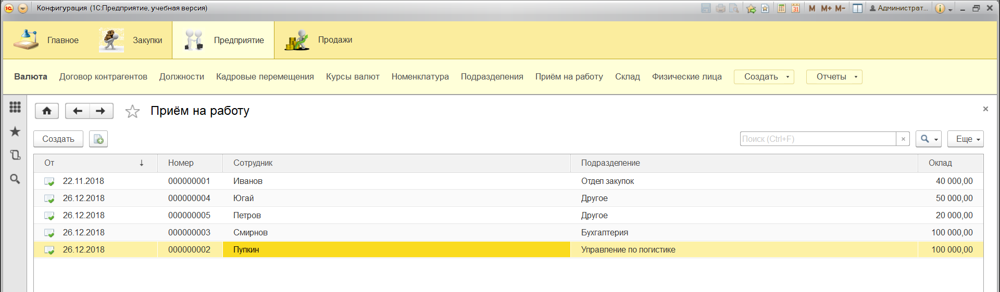 Конфигурация (1С:Предприятие, учебная версия)
M M+ M- Администрат...
Главное Закупки Предприятие Продажи
Валюта Договор контрагентов Должности Кадровые перемещения Курсы валют Номенклатура Подразделения Приём на работу Склад Физические лица Создать Отчеты
Приём на работу
Создать Поиск (Ctrl+F) Еще
От Номер Сотрудник Подразделение Оклад
22.11.2018 000000001 Иванов Отдел закупок 40 000,00
26.12.2018 000000004 Югай Другое 50 000,00
26.12.2018 000000005 Петров Другое 20 000,00
26.12.2018 000000003 Смирнов Бухгалтерия 100 000,00
26.12.2018 000000002 Пупкин Управление по логистике 100 000,00